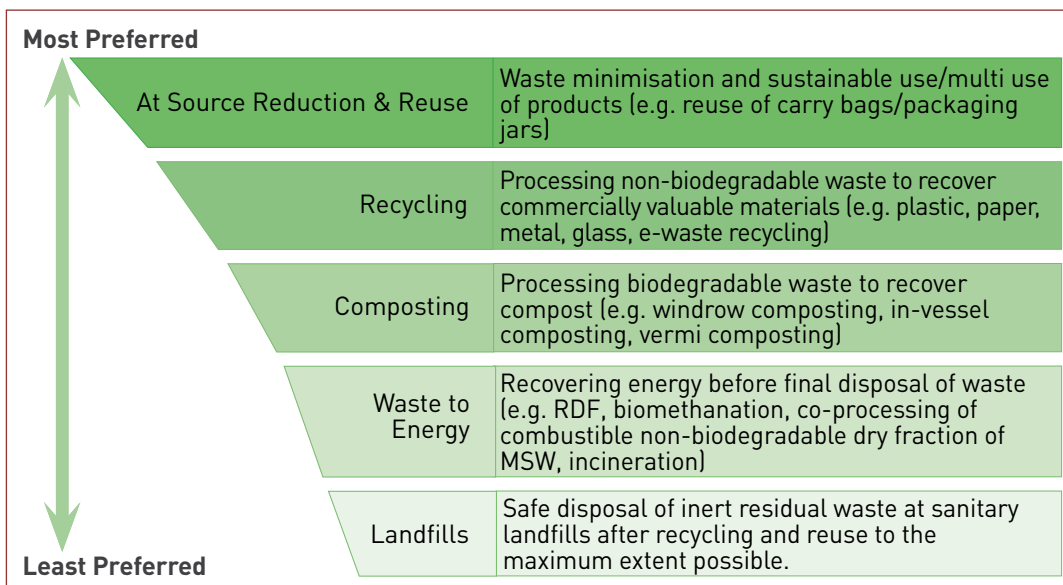 Most Preferred
At Source Reduction & Reuse
Waste minimisation and sustainable use/multi use
of products (e.g. reuse of carry bags/packaging
jars)
Recycling
Processing non-biodegradable waste to recover
commercially valuable materials (e.g. plastic, paper,
metal, glass, e-waste recycling)
Composting
Processing biodegradable waste to recover
compost (e.g. windrow composting, in-vessel
composting, vermi composting)
Waste to
Energy
Recovering energy before final disposal of waste
(e.g. RDF, biomethanation, co-processing of
combustible non-biodegradable dry fraction of
MSW, incineration)
Landfills
Safe disposal of inert residual waste at sanitary
landfills after recycling and reuse to the
maximum extent possible.
Least Preferred